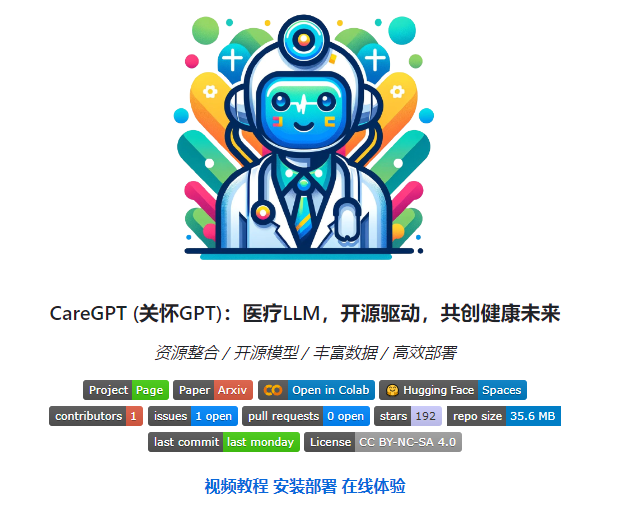 CareGPT (关怀GPT)：医疗LLM，开源驱动，共创健康未来
资源整合 / 开源模型 / 丰富数据 / 高效部署
Project Page Paper Arxiv CO Open in Colab Hugging Face Spaces
contributors 1 issues 1 open pull requests 0 open stars 192 repo size 35.6 MB
last commit last monday License CC BY-NC-SA 4.0
视频教程 安装部署 在线体验